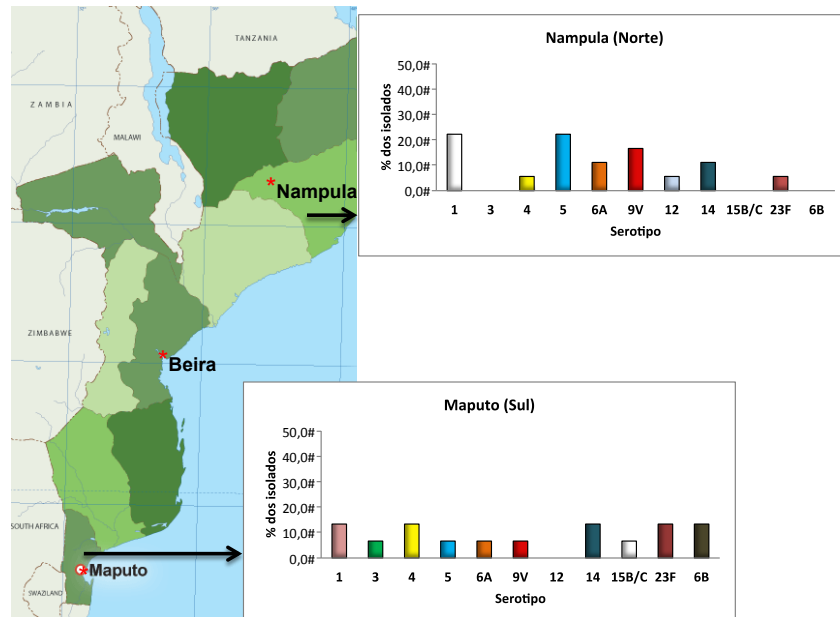 TANZANIA
ZAMBIA
MALAWI
* Nampula
ZIMBABWE
* Beira
SOUTH AFRICA
* Maputo
SWAZILAND
Nampula (Norte)
% dos isolados
50,0#
40,0#
30,0#
20,0#
10,0#
0,0#
1 3 4 5 6A 9V 12 14 15B/C 23F 6B
Serotipo
Maputo (Sul)
% dos isolados
50,0#
40,0#
30,0#
20,0#
10,0#
0,0#
1 3 4 5 6A 9V 12 14 15B/C 23F 6B
Serotipo